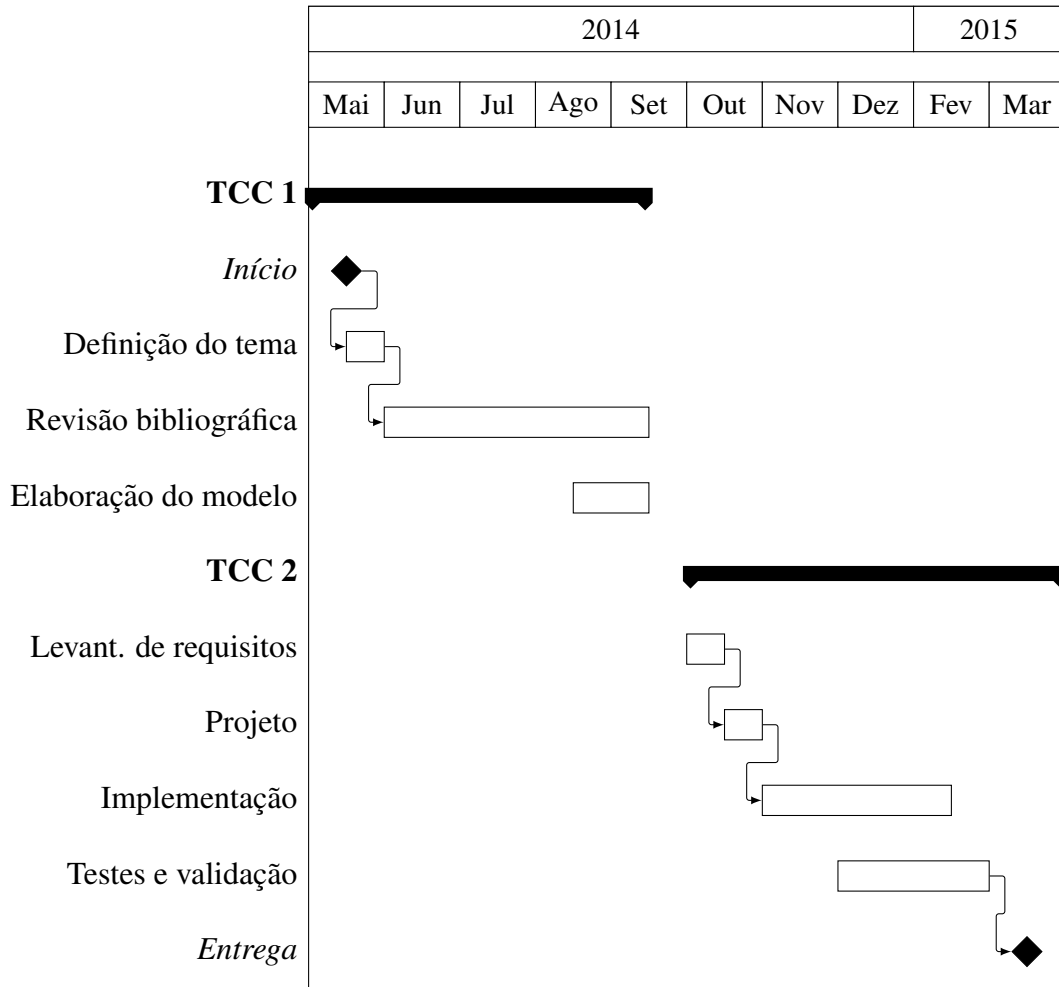 2014 2015
Mai Jun Jul Ago Set Out Nov Dez Fev Mar
TCC 1
Início
Definição do tema
Revisão bibliográfica
Elaboração do modelo
TCC 2
Levant. de requisitos
Projeto
Implementação
Testes e validação
Entrega